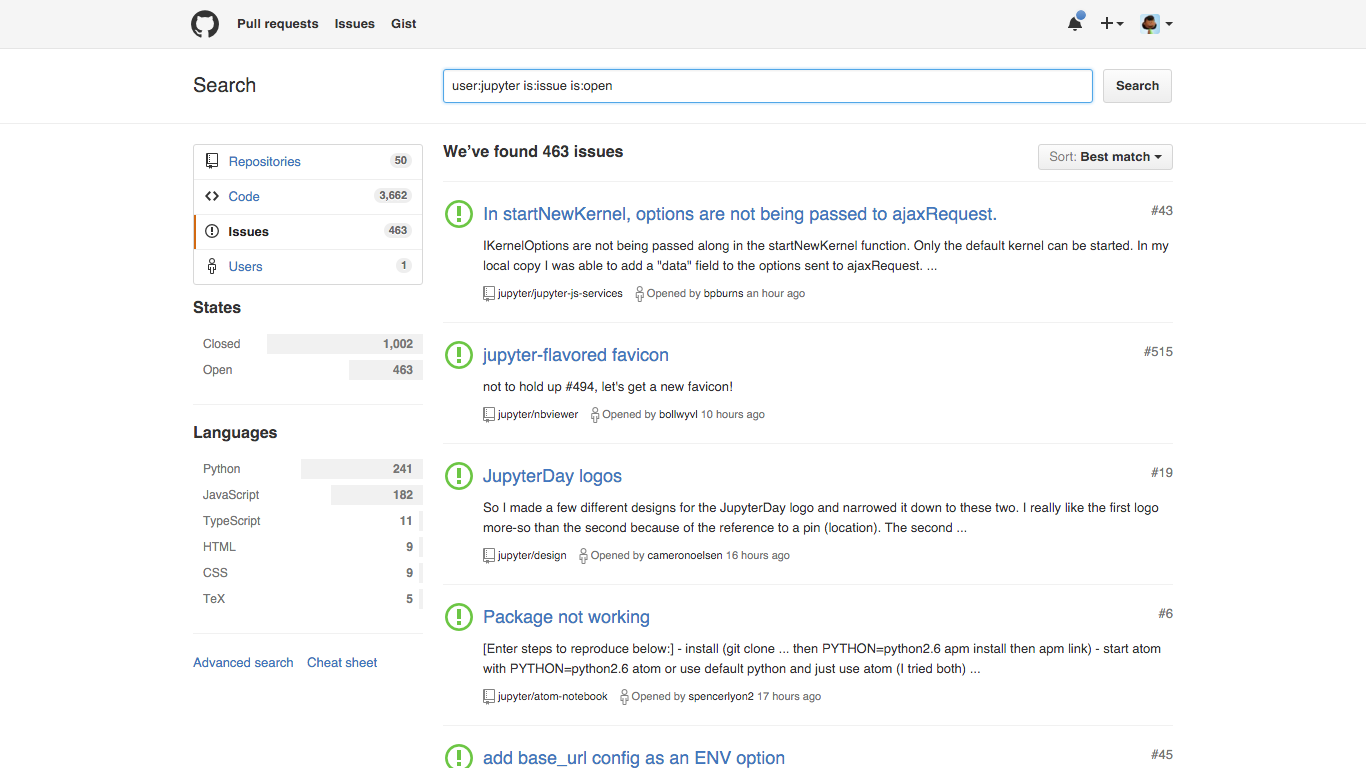 Pull requests Issues Gist
Search
user:jupyter is:issue is:open
Search
Repositories 50
Code 3,662
Issues 463
Users 1
States
Closed 1,002
Open 463
Languages
Python 241
JavaScript 182
TypeScript 11
HTML 9
CSS 9
TeX 5
Advanced search Cheat sheet
We’ve found 463 issues
Sort: Best match
In startNewKernel, options are not being passed to ajaxRequest. #43
IKernelOptions are not being passed along in the startNewKernel function. Only the default kernel can be started. In my
local copy I was able to add a "data" field to the options sent to ajaxRequest. ...
jupyter/jupyter-js-services Opened by bpburns an hour ago
jupyter-flavored favicon #515
not to hold up #494, let's get a new favicon!
jupyter/nbviewer Opened by bollwyvl 10 hours ago
JupyterDay logos #19
So I made a few different designs for the JupyterDay logo and narrowed it down to these two. I really like the first logo
more-so than the second because of the reference to a pin (location). The second ...
jupyter/design Opened by cameronoelsen 16 hours ago
Package not working #6
[Enter steps to reproduce below:] - install (git clone ... then PYTHON=python2.6 apm install then apm link) - start atom
with PYTHON=python2.6 atom or use default python and just use atom (I tried both) ...
jupyter/atom-notebook Opened by spencerlyon2 17 hours ago
add base_url config as an ENV option #45